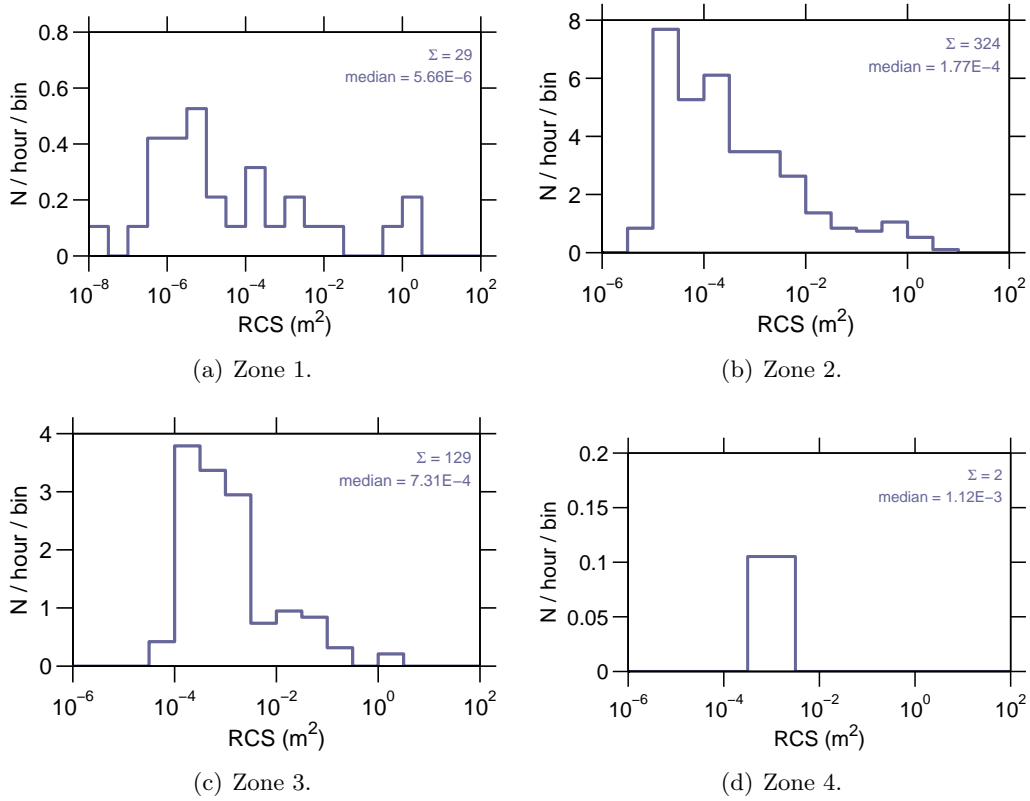 0.8
0.6
0.4
0.2
0
N / hour / bin
Σ = 29
median = 5.66E−6
10⁻⁸ 10⁻⁶ 10⁻⁴ 10⁻² 10⁰ 10²
RCS (m²)
(a) Zone 1.
8
6
4
2
0
N / hour / bin
Σ = 324
median = 1.77E−4
10⁻⁶ 10⁻⁴ 10⁻² 10⁰ 10²
RCS (m²)
(b) Zone 2.
4
3
2
1
0
N / hour / bin
Σ = 129
median = 7.31E−4
10⁻⁶ 10⁻⁴ 10⁻² 10⁰ 10²
RCS (m²)
(c) Zone 3.
0.2
0.15
0.1
0.05
0
N / hour / bin
Σ = 2
median = 1.12E−3
10⁻⁶ 10⁻⁴ 10⁻² 10⁰ 10²
RCS (m²)
(d) Zone 4.